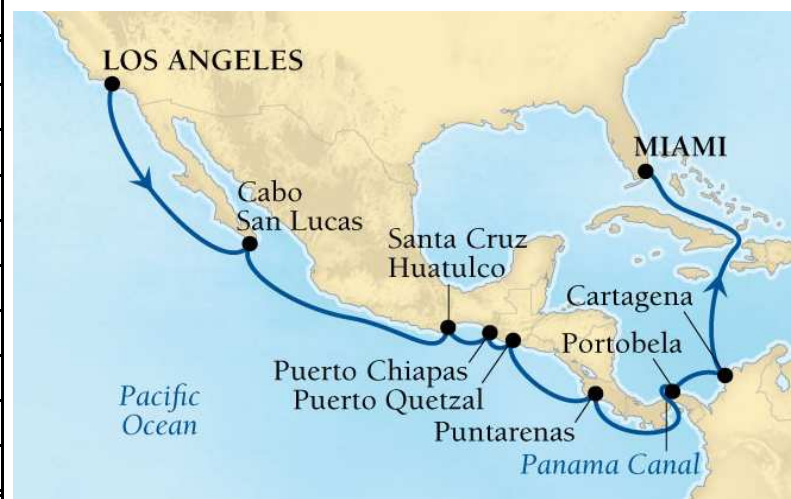 LOS ANGELES
MIAMI
Cabo
San Lucas
Santa Cruz
Huatulco
Cartagena
Portobela
Puerto Chiapas
Puerto Quetzal
Pacific
Ocean
Puntarenas
Panama Canal